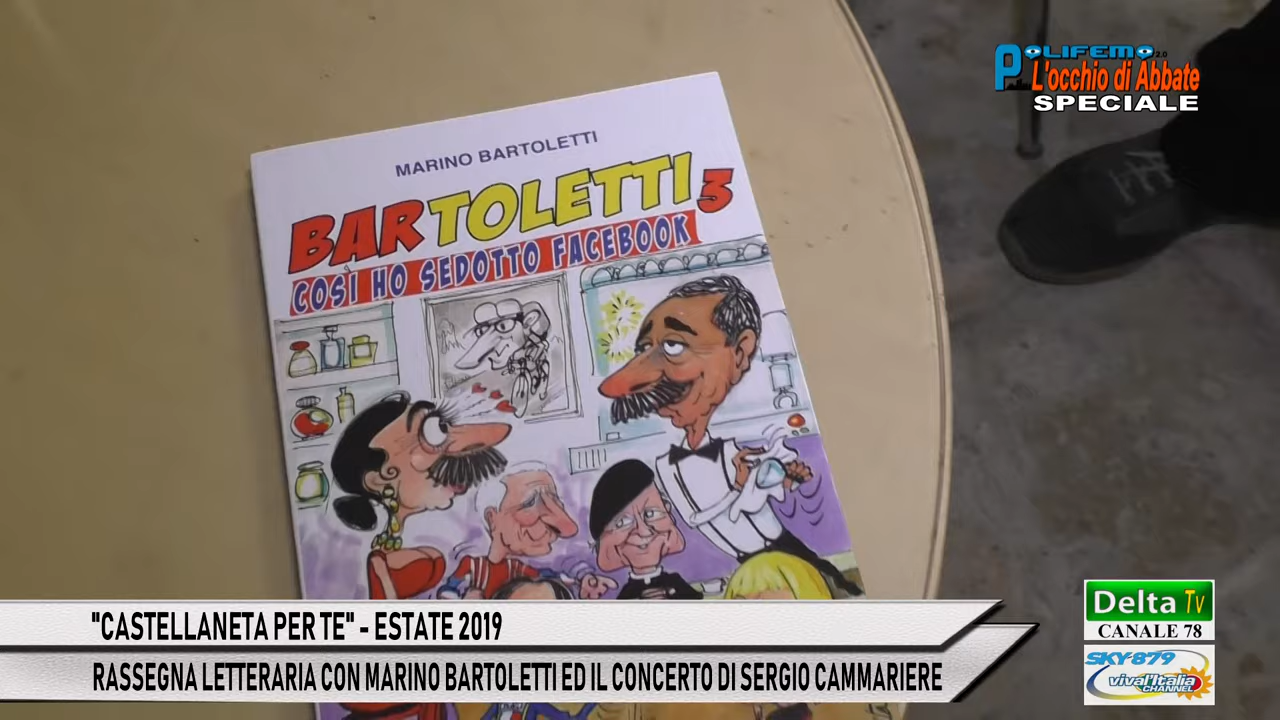 POLIFEMO 2.0
L'occhio di Abbate
SPECIALE
MARINO BARTOLETTI
BARTOLETTI 3
COSÌ HO SEDOTTO FACEBOOK
"CASTELLANETA PER TE" – ESTATE 2019
RASSEGNA LETTERARIA CON MARINO BARTOLETTI ED IL CONCERTO DI SERGIO CAMMARIERE
Delta Tv
CANALE 78
SKY-879
viva l'Italia
CHANNEL